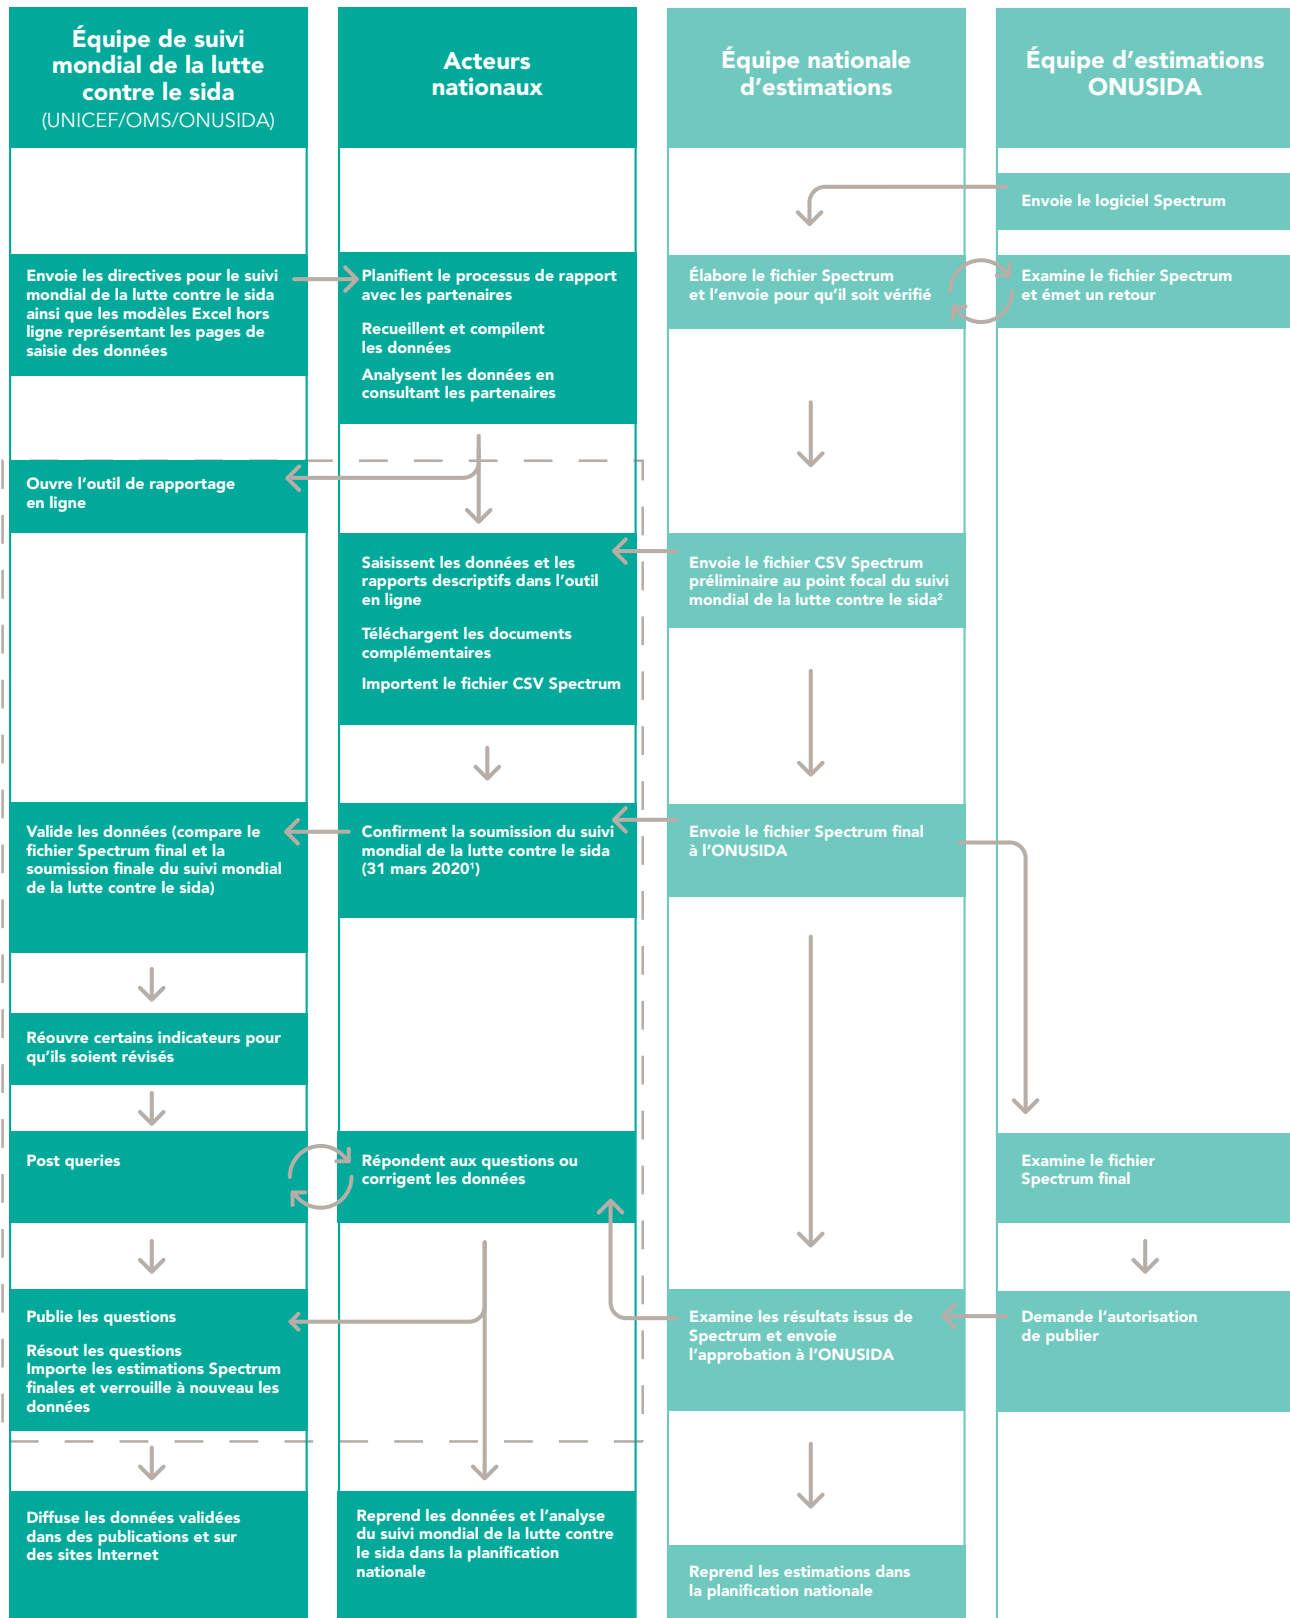 Équipe de suivi
mondial de la lutte
contre le sida
(UNICEF/OMS/ONUSIDA)
Acteurs
nationaux
Équipe nationale
d'estimations
Équipe d'estimations
ONUSIDA
Envoie le logiciel Spectrum
Envoie les directives pour le suivi
mondial de la lutte contre le sida
ainsi que les modèles Excel hors
ligne représentant les pages de
saisie des données
Planifient le processus de rapport
avec les partenaires
Recueillent et compilent
les données
Analysent les données en
consultant les partenaires
Élabore le fichier Spectrum
et l'envoie pour qu'il soit vérifié
Examine le fichier Spectrum
et émet un retour
Ouvre l'outil de rapportage
en ligne
Saisissent les données et les
rapports descriptifs dans l'outil
en ligne
Téléchargent les documents
complémentaires
Importent le fichier CSV Spectrum
Envoie le fichier CSV Spectrum
préliminaire au point focal du suivi
mondial de la lutte contre le sida²
Valide les données (compare le
fichier Spectrum final et la
soumission finale du suivi mondial
de la lutte contre le sida)
Confirment la soumission du suivi
mondial de la lutte contre le sida
(31 mars 2020¹)
Envoie le fichier Spectrum final
à l'ONUSIDA
Réouvre certains indicateurs pour
qu'ils soient révisés
Post queries
Répondent aux questions ou
corrigent les données
Examine le fichier
Spectrum final
Publie les questions
Résout les questions
Importe les estimations Spectrum
finales et verrouille à nouveau les
données
Examine les résultats issus de
Spectrum et envoie
l'approbation à l'ONUSIDA
Demande l'autorisation
de publier
Diffuse les données validées
dans des publications et sur
des sites Internet
Reprend les données et l'analyse
du suivi mondial de la lutte contre
le sida dans la planification
nationale
Reprend les estimations dans
la planification nationale